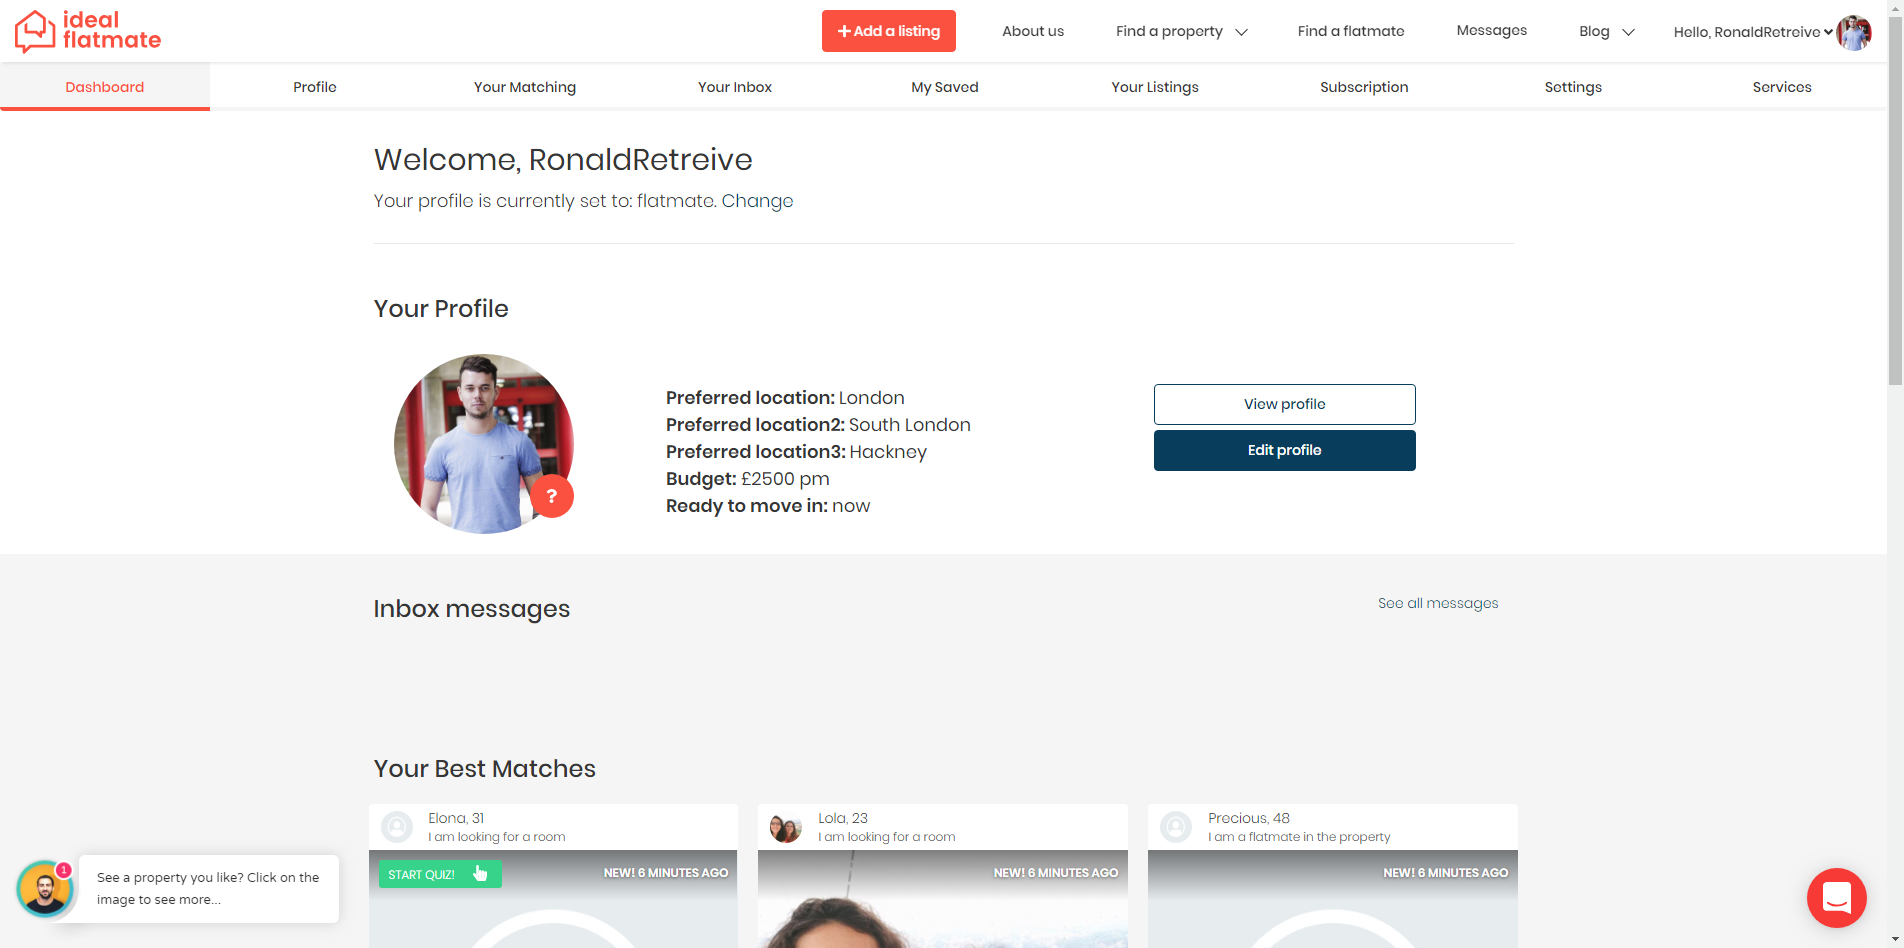 ideal
flatmate
Add a listing
About us
Find a property
Find a flatmate
Messages
Blog
Hello, RonaldRetreive
Dashboard
Profile
Your Matching
Your Inbox
My Saved
Your Listings
Subscription
Settings
Services
Welcome, RonaldRetreive
Your profile is currently set to: flatmate. Change
Your Profile
?
Preferred location: London
Preferred location2: South London
Preferred location3: Hackney
Budget: £2500 pm
Ready to move in: now
View profile
Edit profile
Inbox messages
See all messages
Your Best Matches
Elona, 31
I am looking for a room
START QUIZ!
NEW! 6 MINUTES AGO
Lola, 23
I am looking for a room
NEW! 6 MINUTES AGO
Precious, 48
I am a flatmate in the property
NEW! 6 MINUTES AGO
1
See a property you like? Click on the
image to see more...